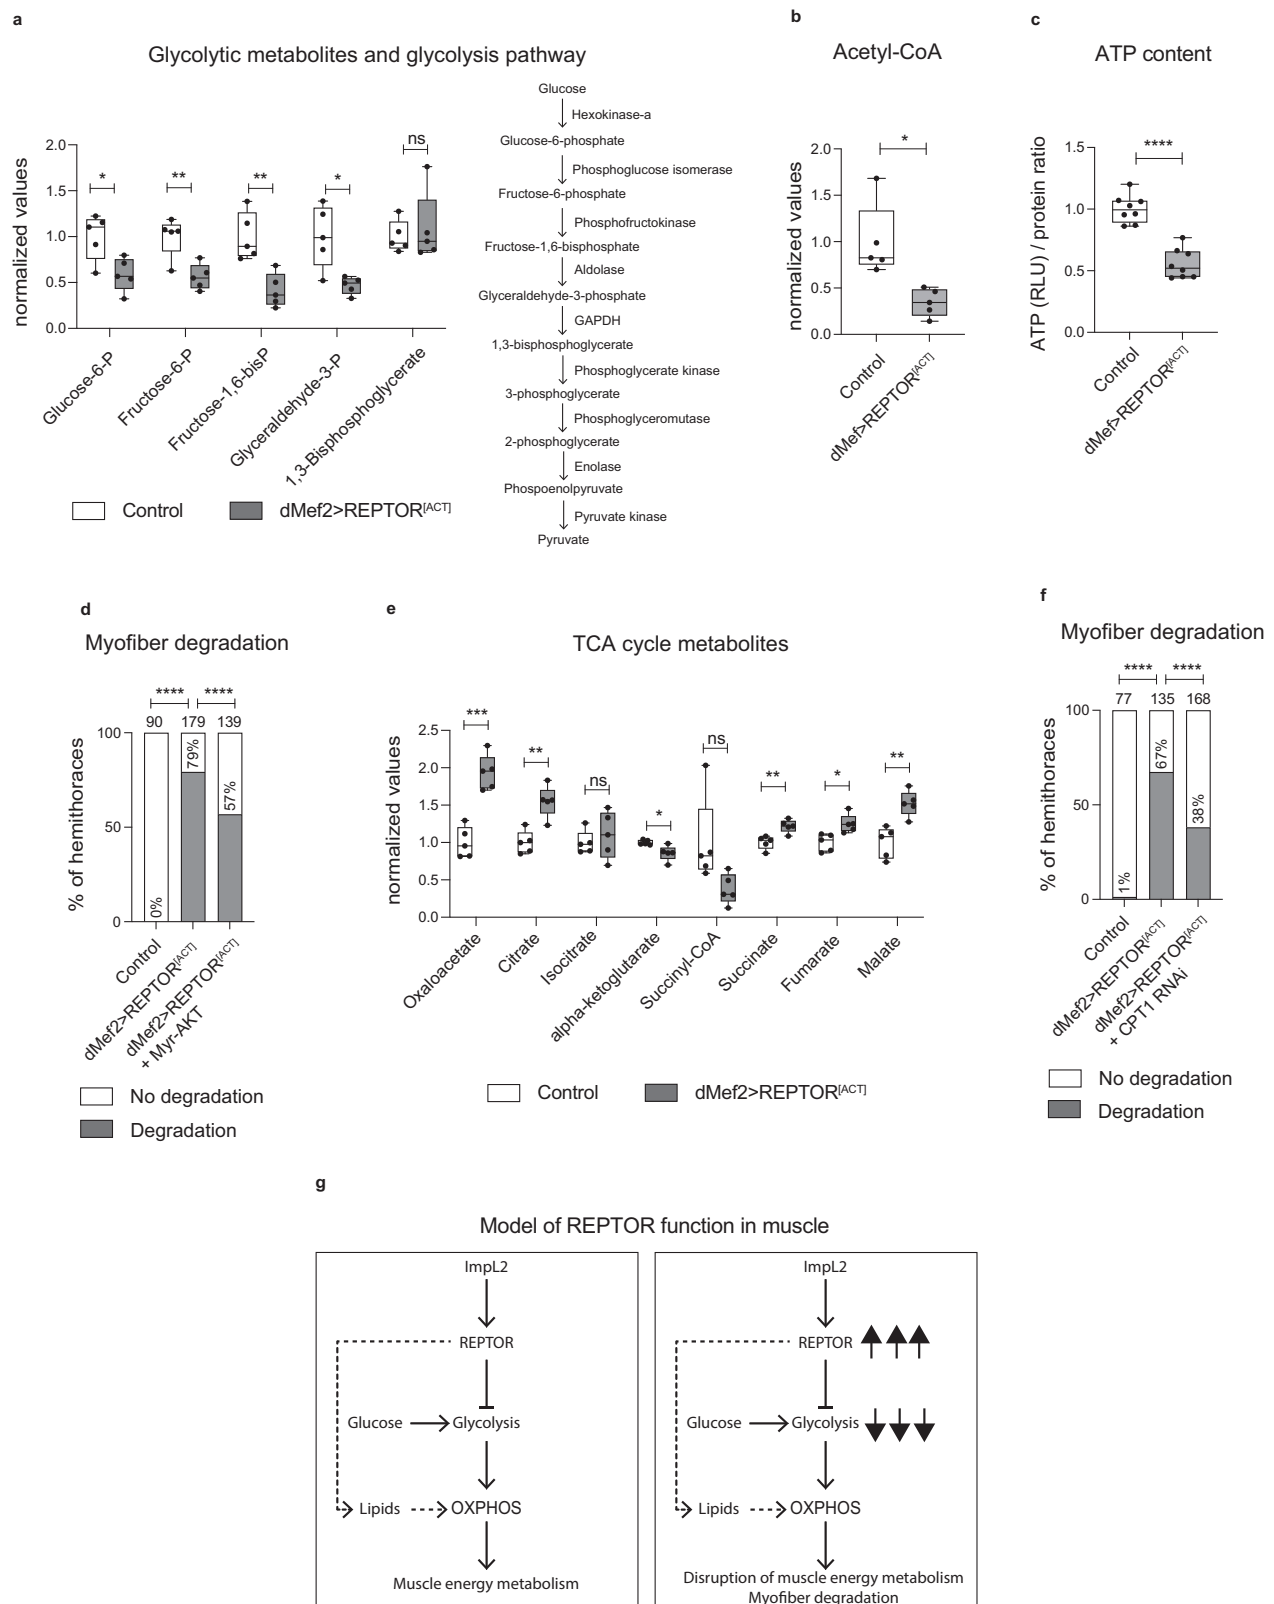 a
Glycolytic metabolites and glycolysis pathway
normalized values
2.0
1.5
1.0
0.5
0.0
*
**
**
*
ns
Glucose-6-P
Fructose-6-P
Fructose-1,6-bisP
Glyceraldehyde-3-P
1,3-Bisphosphoglycerate
Control
dMef2>REPTOR[ACT]
Glucose
Hexokinase-a
Glucose-6-phosphate
Phosphoglucose isomerase
Fructose-6-phosphate
Phosphofructokinase
Fructose-1,6-bisphosphate
Aldolase
Glyceraldehyde-3-phosphate
GAPDH
1,3-bisphosphoglycerate
Phosphoglycerate kinase
3-phosphoglycerate
Phosphoglyceromutase
2-phosphoglycerate
Enolase
Phospoenolpyruvate
Pyruvate kinase
Pyruvate
b
Acetyl-CoA
normalized values
2.0
1.5
1.0
0.5
0.0
*
Control
dMef>REPTOR[ACT]
c
ATP content
ATP (RLU) / protein ratio
1.5
1.0
0.5
0.0
****
Control
dMef>REPTOR[ACT]
d
Myofiber degradation
% of hemithoraces
**** ****
90 179 139
100
50
0
0%
79%
57%
Control
dMef2>REPTOR[ACT]
dMef2>REPTOR[ACT]
+ Myr-AKT
No degradation
Degradation
e
TCA cycle metabolites
normalized values
2.5
2.0
1.5
1.0
0.5
0.0
***
**
ns
*
ns
**
*
**
Oxaloacetate
Citrate
Isocitrate
alpha-ketoglutarate
Succinyl-CoA
Succinate
Fumarate
Malate
Control
dMef2>REPTOR[ACT]
f
Myofiber degradation
% of hemithoraces
**** ****
77 135 168
100
50
0
1%
67%
38%
Control
dMef2>REPTOR[ACT]
dMef2>REPTOR[ACT]
+ CPT1 RNAi
No degradation
Degradation
g
Model of REPTOR function in muscle
ImpL2
REPTOR
Glucose
Glycolysis
Lipids
OXPHOS
Muscle energy metabolism
ImpL2
REPTOR
Glucose
Glycolysis
Lipids
OXPHOS
Disruption of muscle energy metabolism
Myofiber degradation